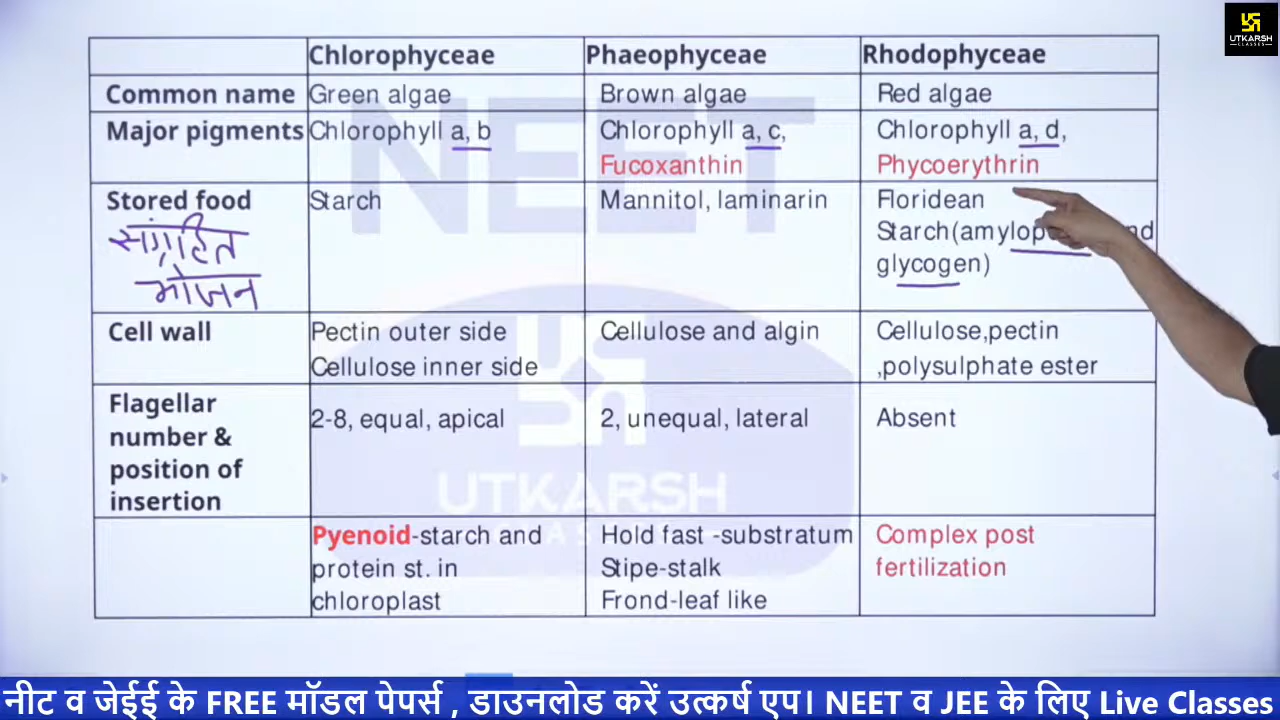 UTKARSH
CLASSES
Chlorophyceae Phaeophyceae Rhodophyceae
Common name Green algae Brown algae Red algae
Major pigments Chlorophyll a, b Chlorophyll a, c, Chlorophyll a, d,
Fucoxanthin Phycoerythrin
Stored food Starch Mannitol, laminarin Floridean
संग्रहित Starch(amylop nd
भोजन glycogen)
Cell wall Pectin outer side Cellulose and algin Cellulose,pectin
Cellulose inner side ,polysulphate ester
Flagellar
number & 2-8, equal, apical 2, unequal, lateral Absent
position of
insertion
Pyenoid-starch and Hold fast -substratum Complex post
protein st. in Stipe-stalk fertilization
chloroplast Frond-leaf like
NEET
UTKARSH
नीट व जेईई के FREE मॉडल पेपर्स , डाउनलोड करें उत्कर्ष एप। NEET व JEE के लिए Live Classes